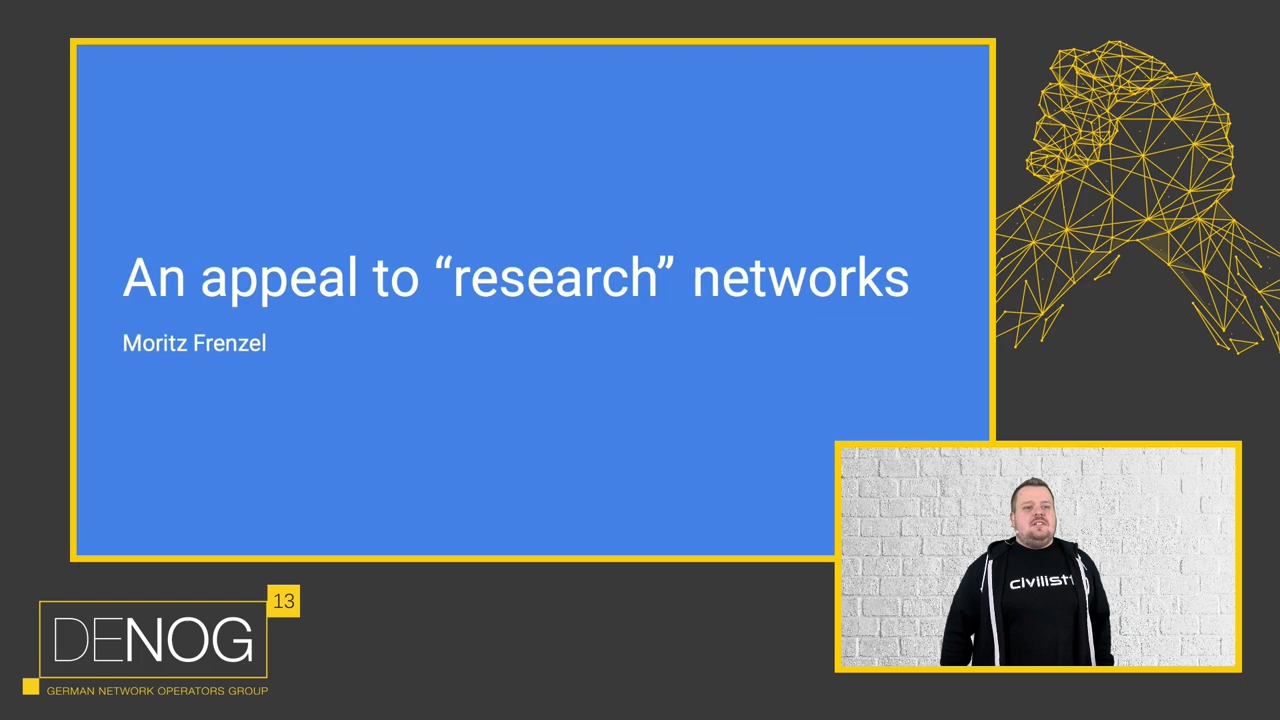 An appeal to “research” networks
Moritz Frenzel
civilist
13
DENOG
GERMAN NETWORK OPERATORS GROUP